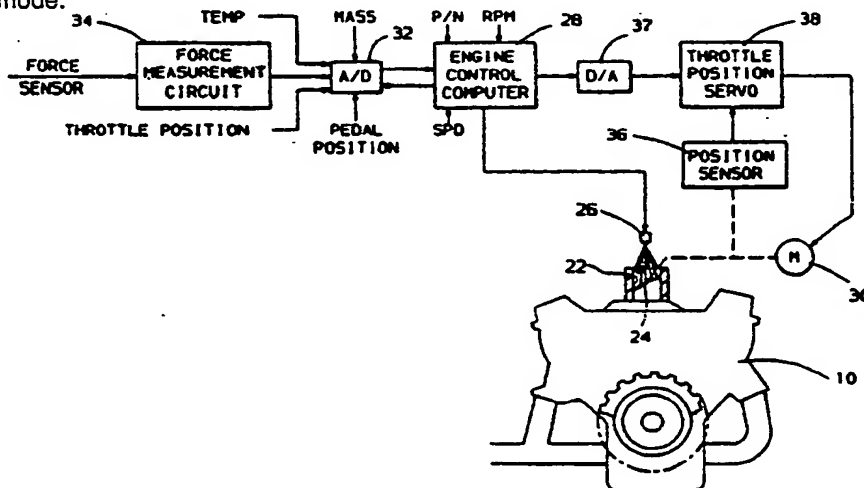 mode.
34
TEMP
MASS
32
P/N
RPM
28
37
38
FORCE
SENSOR
FORCE
MEASUREMENT
CIRCUIT
A/D
ENGINE
CONTROL
COMPUTER
D/A
THROTTLE
POSITION
SERVO
THROTTLE POSITION
PEDAL
POSITION
SPD
36
POSITION
SENSOR
26
22
M
30
24
10